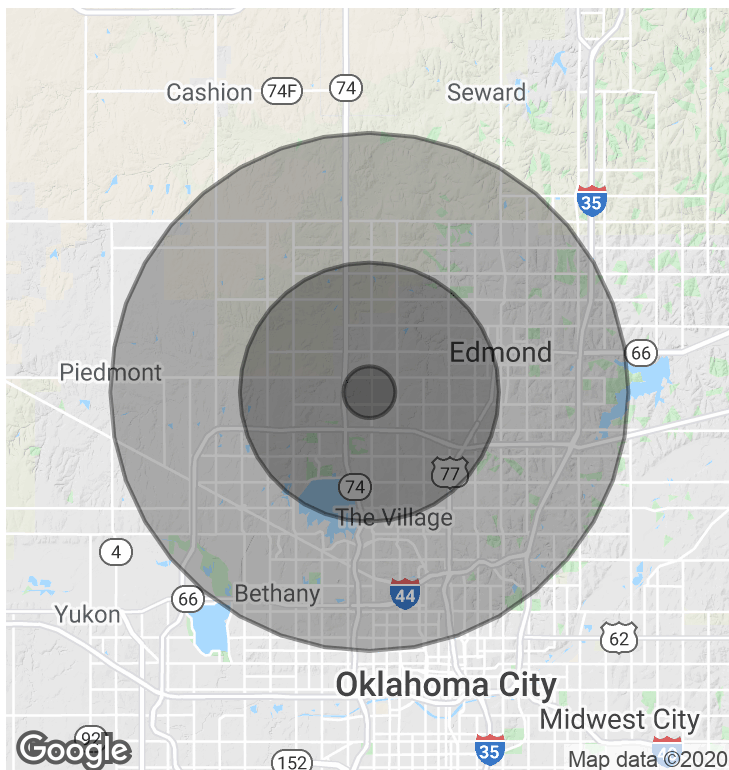 Cashion
74F
74
Seward
35
Edmond
66
Piedmont
77
74
The Village
4
Bethany
66
44
Yukon
62
Oklahoma City
Midwest City
92
Google
35
152
Map data ©2020